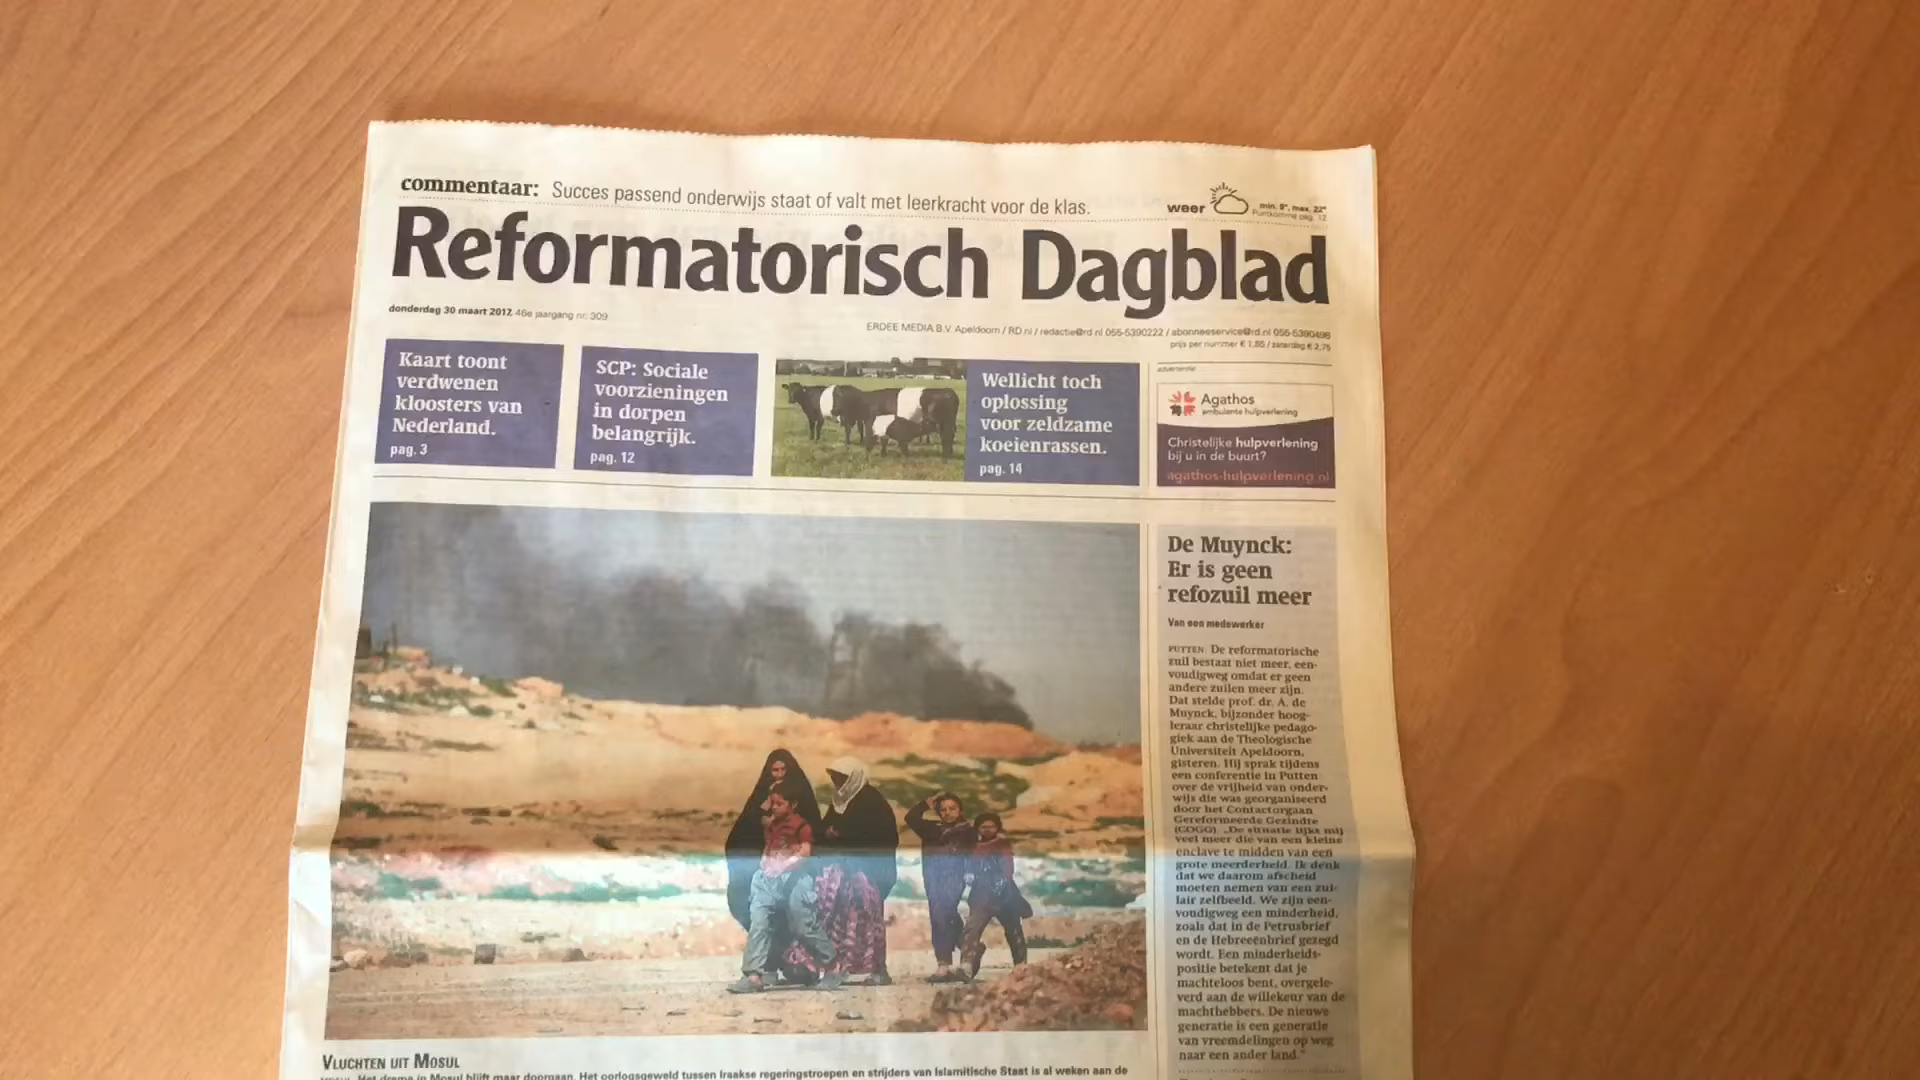 commentaar: Succes passend onderwijs staat of valt met leerkracht voor de klas.
weer
min. 9°, max. 22°
Puntkomma pag. 12
Reformatorisch Dagblad
donderdag 30 maart 2017 46e jaargang nr. 309
ERDEE MEDIA B.V. Apeldoorn / RD.nl / redactie@rd.nl 055-5390222 / abonneeservice@rd.nl 055-5390498
prijs per nummer € 1,85 / zaterdag € 2,75
Kaart toont
verdwenen
kloosters van
Nederland.
pag. 3
SCP: Sociale
voorzieningen
in dorpen
belangrijk.
pag. 12
Wellicht toch
oplossing
voor zeldzame
koeienrassen.
pag. 14
advertentie
Agathos
ambulante hulpverlening
Christelijke hulpverlening
bij u in de buurt?
agathos-hulpverlening.nl
De Muynck:
Er is geen
refozuil meer
Van een medewerker
PUTTEN. De reformatorische
zuil bestaat niet meer, een-
voudigweg omdat er geen
andere zuilen meer zijn.
Dat stelde prof. dr. A. de
Muynck, bijzonder hoog-
leraar christelijke pedago-
giek aan de Theologische
Universiteit Apeldoorn,
gisteren. Hij sprak tijdens
een conferentie in Putten
over de vrijheid van onder-
wijs die was georganiseerd
door het Contactorgaan
Gereformeerde Gezindte
(COGG). „De situatie lijkt mij
veel meer die van een kleine
enclave te midden van een
grote meerderheid. Ik denk
dat we daarom afscheid
moeten nemen van een zui-
lair zelfbeeld. We zijn een-
voudigweg een minderheid,
zoals dat in de Petrusbrief
en de Hebreeënbrief gezegd
wordt. Een minderheids-
positie betekent dat je
machteloos bent, overgele-
verd aan de willekeur van de
machthebbers. De nieuwe
generatie is een generatie
van vreemdelingen op weg
naar een ander land.”
VLUCHTEN UIT MOSUL
MOSUL. Het drama in Mosul blijft maar doorgaan. Het oorlogsgeweld tussen Iraakse regeringstroepen en strijders van Islamitische Staat is al weken aan de